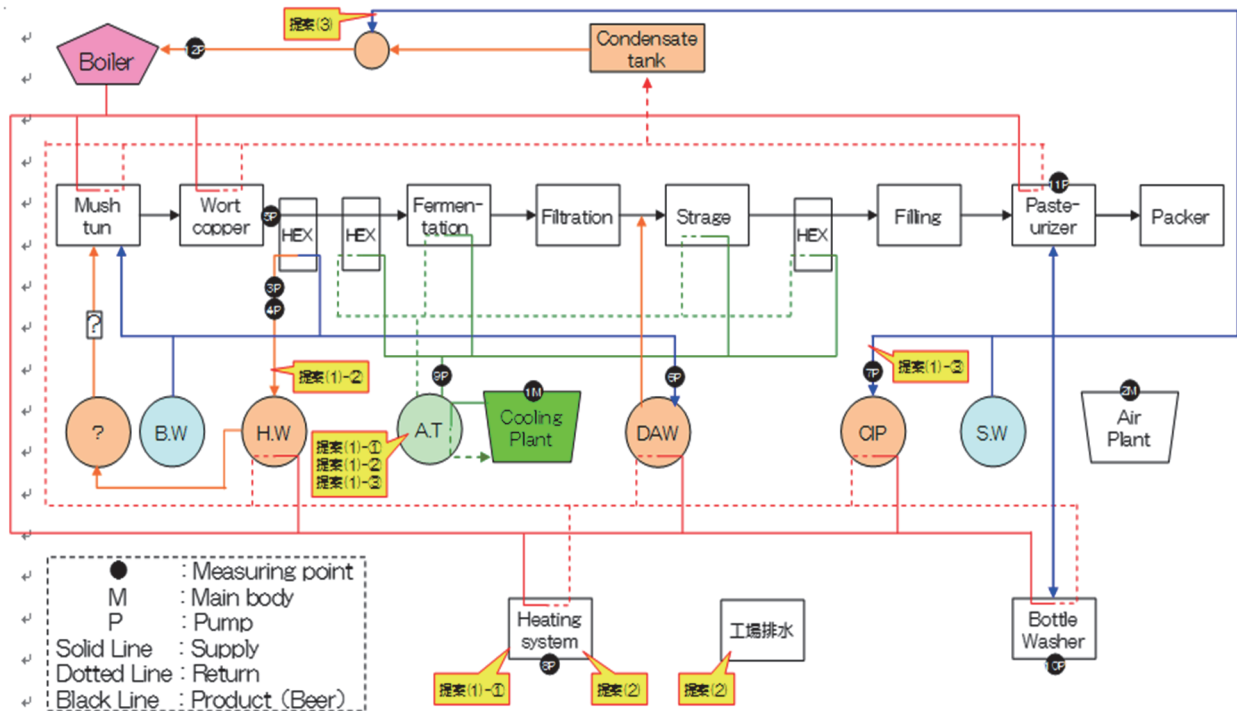 提案(3)
Condensate
tank
Boiler
12P
Mush
tun
Wort
copper
5P
HEX
HEX
Fermen-
tation
Filtration
Strage
HEX
Filling
11P
Paste-
urizer
Packer
3P
4P
?
提案(1)-②
9P
1M
6P
7P
提案(1)-③
2M
?
B.W
H.W
A.T
Cooling
Plant
DAW
CIP
S.W
Air
Plant
提案(1)-①
提案(1)-②
提案(1)-③
Measuring point
M : Main body
P : Pump
Solid Line : Supply
Dotted Line : Return
Black Line : Product (Beer)
Heating
system
8P
提案(1)-①
提案(2)
工場排水
提案(2)
Bottle
Washer
10P